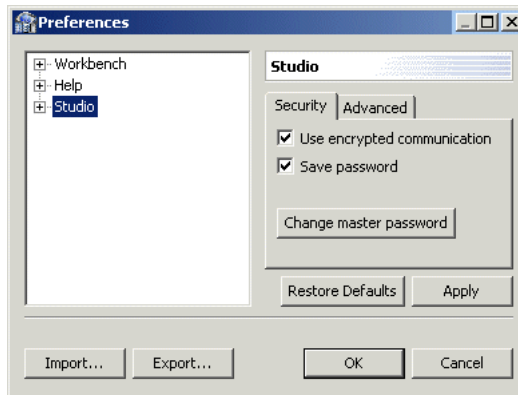 Preferences
Workbench
Help
Studio
Studio
Security Advanced
Use encrypted communication
Save password
Change master password
Restore Defaults Apply
Import... Export... OK Cancel